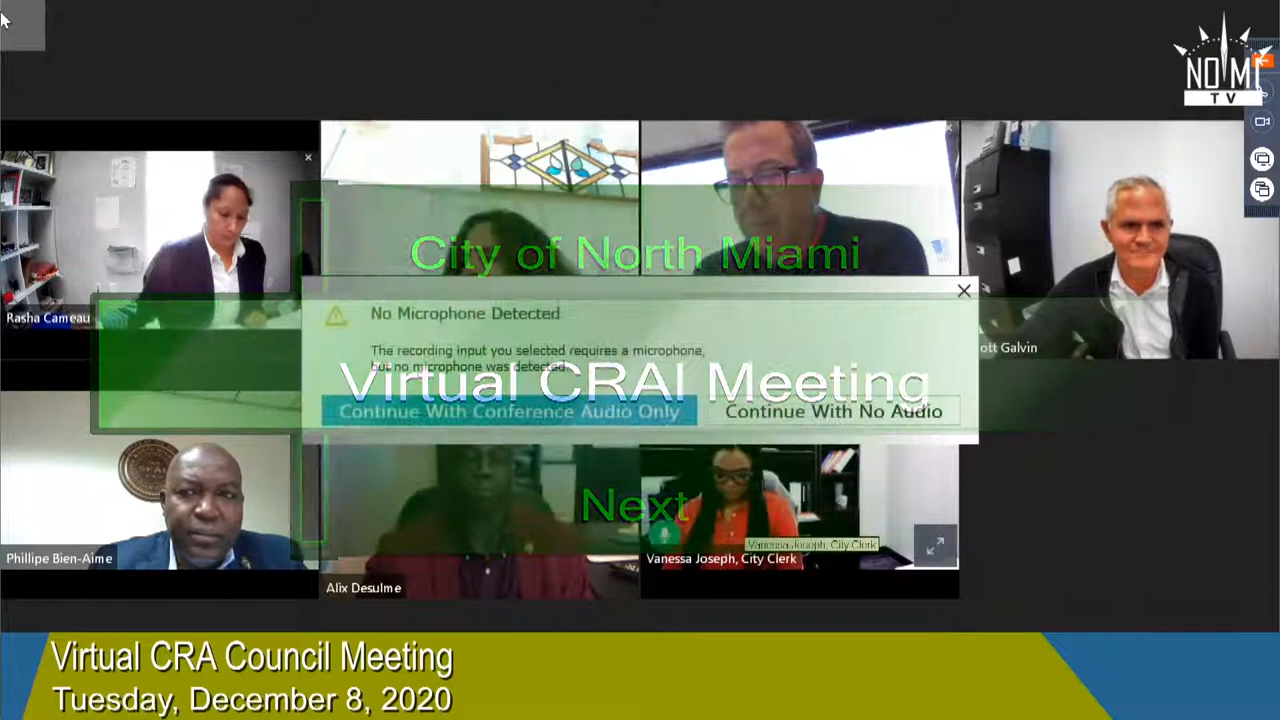 NOMI
TV
City of North Miami
Rasha Cameau
ott Galvin
No Microphone Detected
The recording input you selected requires a microphone,
but no microphone was detected.
Virtual CRAI Meeting
Continue With Conference Audio Only
Continue With No Audio
Next
Vanessa Joseph, City Clerk
Phillipe Bien-Aime
Vanessa Joseph, City Clerk
Alix Desulme
Virtual CRA Council Meeting
Tuesday, December 8, 2020